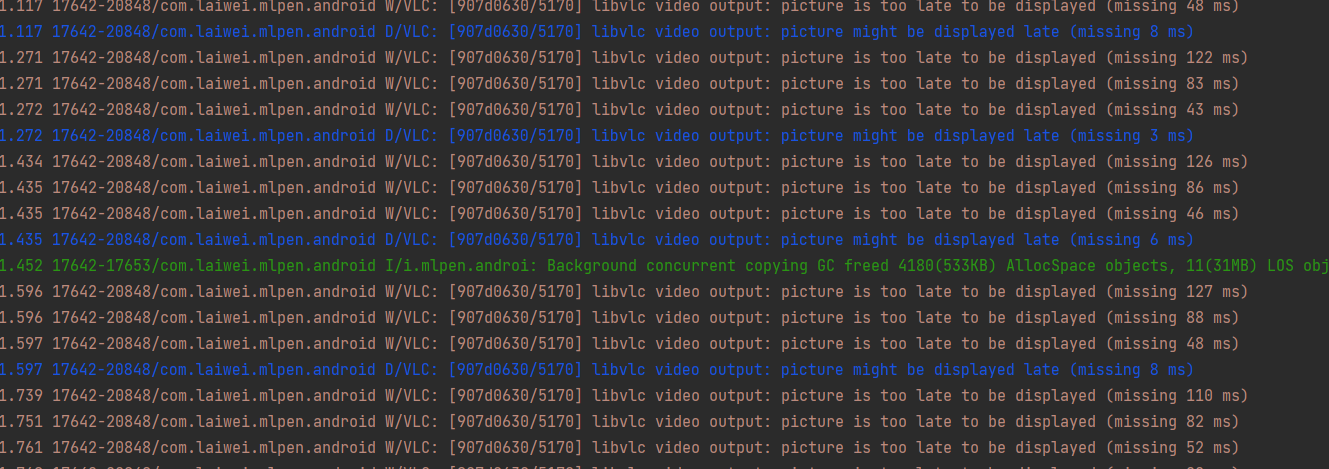 1.117 17642-20848/com.laiwei.mlpen.android W/VLC: [907d0630/5170] libvlc video output: picture is too late to be displayed (missing 48 ms)
1.117 17642-20848/com.laiwei.mlpen.android D/VLC: [907d0630/5170] libvlc video output: picture might be displayed late (missing 8 ms)
1.271 17642-20848/com.laiwei.mlpen.android W/VLC: [907d0630/5170] libvlc video output: picture is too late to be displayed (missing 122 ms)
1.271 17642-20848/com.laiwei.mlpen.android W/VLC: [907d0630/5170] libvlc video output: picture is too late to be displayed (missing 83 ms)
1.272 17642-20848/com.laiwei.mlpen.android W/VLC: [907d0630/5170] libvlc video output: picture is too late to be displayed (missing 43 ms)
1.272 17642-20848/com.laiwei.mlpen.android D/VLC: [907d0630/5170] libvlc video output: picture might be displayed late (missing 3 ms)
1.434 17642-20848/com.laiwei.mlpen.android W/VLC: [907d0630/5170] libvlc video output: picture is too late to be displayed (missing 126 ms)
1.435 17642-20848/com.laiwei.mlpen.android W/VLC: [907d0630/5170] libvlc video output: picture is too late to be displayed (missing 86 ms)
1.435 17642-20848/com.laiwei.mlpen.android W/VLC: [907d0630/5170] libvlc video output: picture is too late to be displayed (missing 46 ms)
1.435 17642-20848/com.laiwei.mlpen.android D/VLC: [907d0630/5170] libvlc video output: picture might be displayed late (missing 6 ms)
1.452 17642-17653/com.laiwei.mlpen.android I/i.mlpen.androi: Background concurrent copying GC freed 4180(533KB) AllocSpace objects, 11(31MB) LOS obj
1.596 17642-20848/com.laiwei.mlpen.android W/VLC: [907d0630/5170] libvlc video output: picture is too late to be displayed (missing 127 ms)
1.596 17642-20848/com.laiwei.mlpen.android W/VLC: [907d0630/5170] libvlc video output: picture is too late to be displayed (missing 88 ms)
1.597 17642-20848/com.laiwei.mlpen.android W/VLC: [907d0630/5170] libvlc video output: picture is too late to be displayed (missing 48 ms)
1.597 17642-20848/com.laiwei.mlpen.android D/VLC: [907d0630/5170] libvlc video output: picture might be displayed late (missing 8 ms)
1.739 17642-20848/com.laiwei.mlpen.android W/VLC: [907d0630/5170] libvlc video output: picture is too late to be displayed (missing 110 ms)
1.751 17642-20848/com.laiwei.mlpen.android W/VLC: [907d0630/5170] libvlc video output: picture is too late to be displayed (missing 82 ms)
1.761 17642-20848/com.laiwei.mlpen.android W/VLC: [907d0630/5170] libvlc video output: picture is too late to be displayed (missing 52 ms)